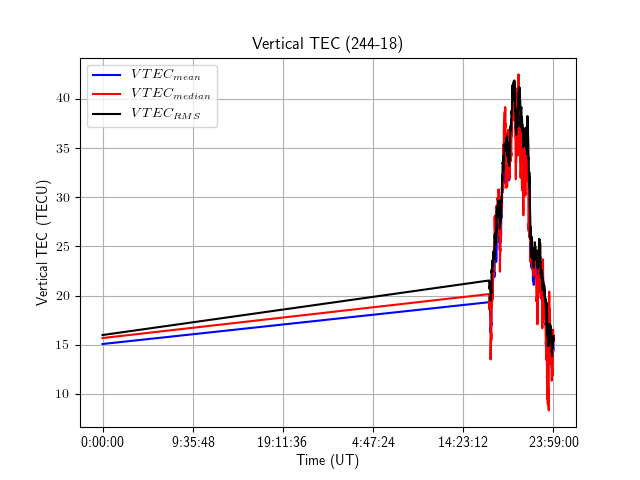 Vertical TEC (244-18)
VTEC_mean
VTEC_median
VTEC_RMS
40
35
30
25
20
15
10
Vertical TEC (TECU)
0:00:00 9:35:48 19:11:36 4:47:24 14:23:12 23:59:00
Time (UT)